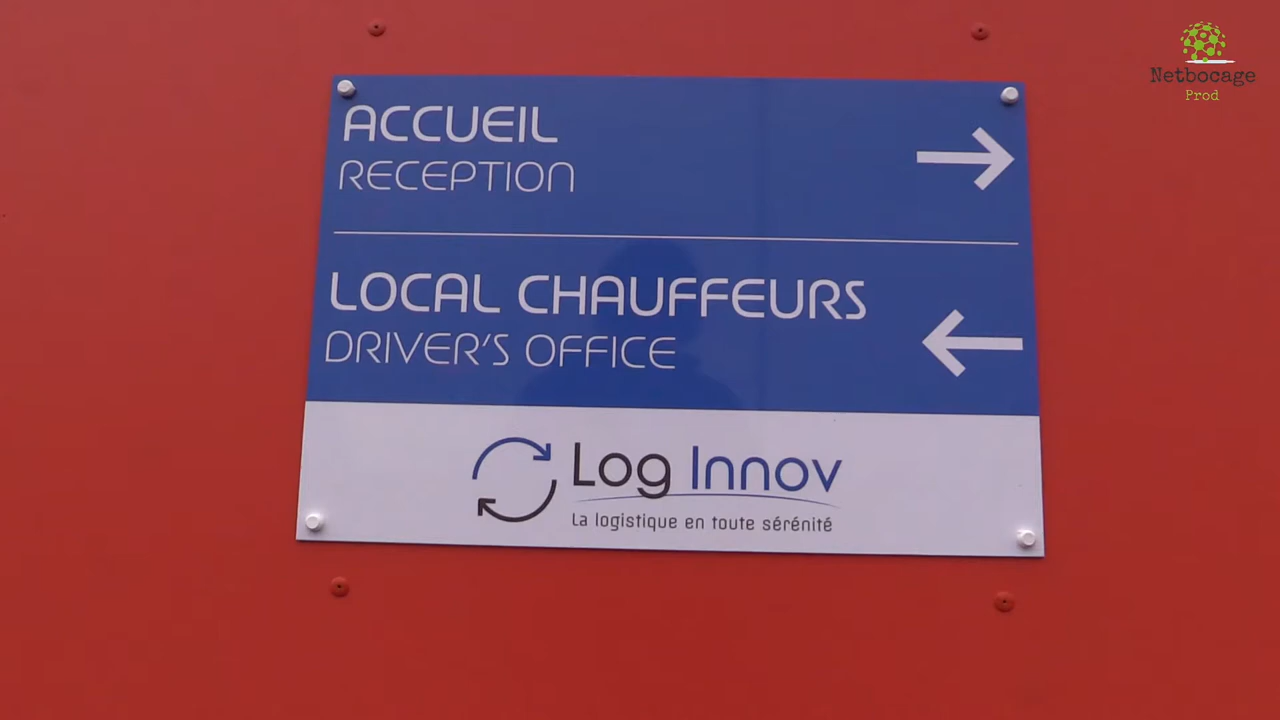 ACCUEIL
RECEPTION
LOCAL CHAUFFEURS
DRIVER'S OFFICE
Log Innov
La logistique en toute sérénité
Netbocage
Prod